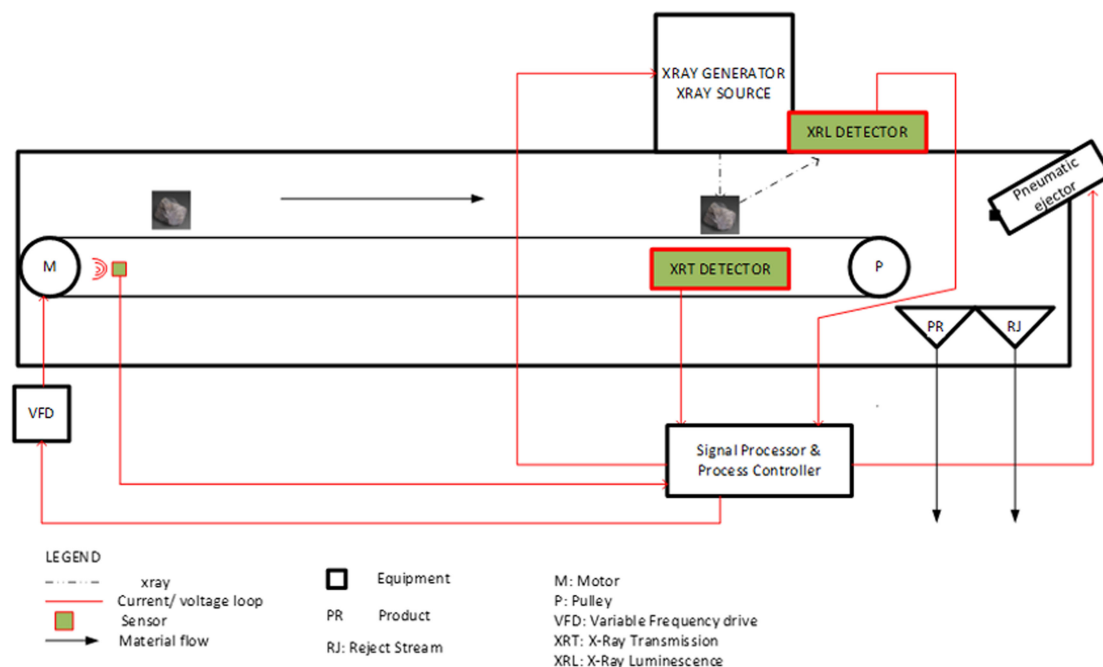 XRAY GENERATOR
XRAY SOURCE
XRL DETECTOR
Pneumatic
ejector
M
XRT DETECTOR
P
PR
RJ
VFD
Signal Processor &
Process Controller
LEGEND
xray
Current/ voltage loop
Sensor
Material flow
Equipment
PR Product
RJ: Reject Stream
M: Motor
P: Pulley
VFD: Variable Frequency drive
XRT: X-Ray Transmission
XRL: X-Ray Luminescence